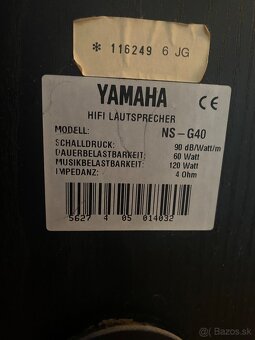 * 116249 6 JG
YAMAHA
CE
HIFI LAUTSPRECHER
MODELL: NS-G40
SCHALLDRUCK: 90 dB/Watt/m
DAUERBELASTBARKEIT: 60 Watt
MUSIKBELASTBARKEIT: 120 Watt
IMPEDANZ: 4 Ohm
5627 4 05 014032
bazos.sk